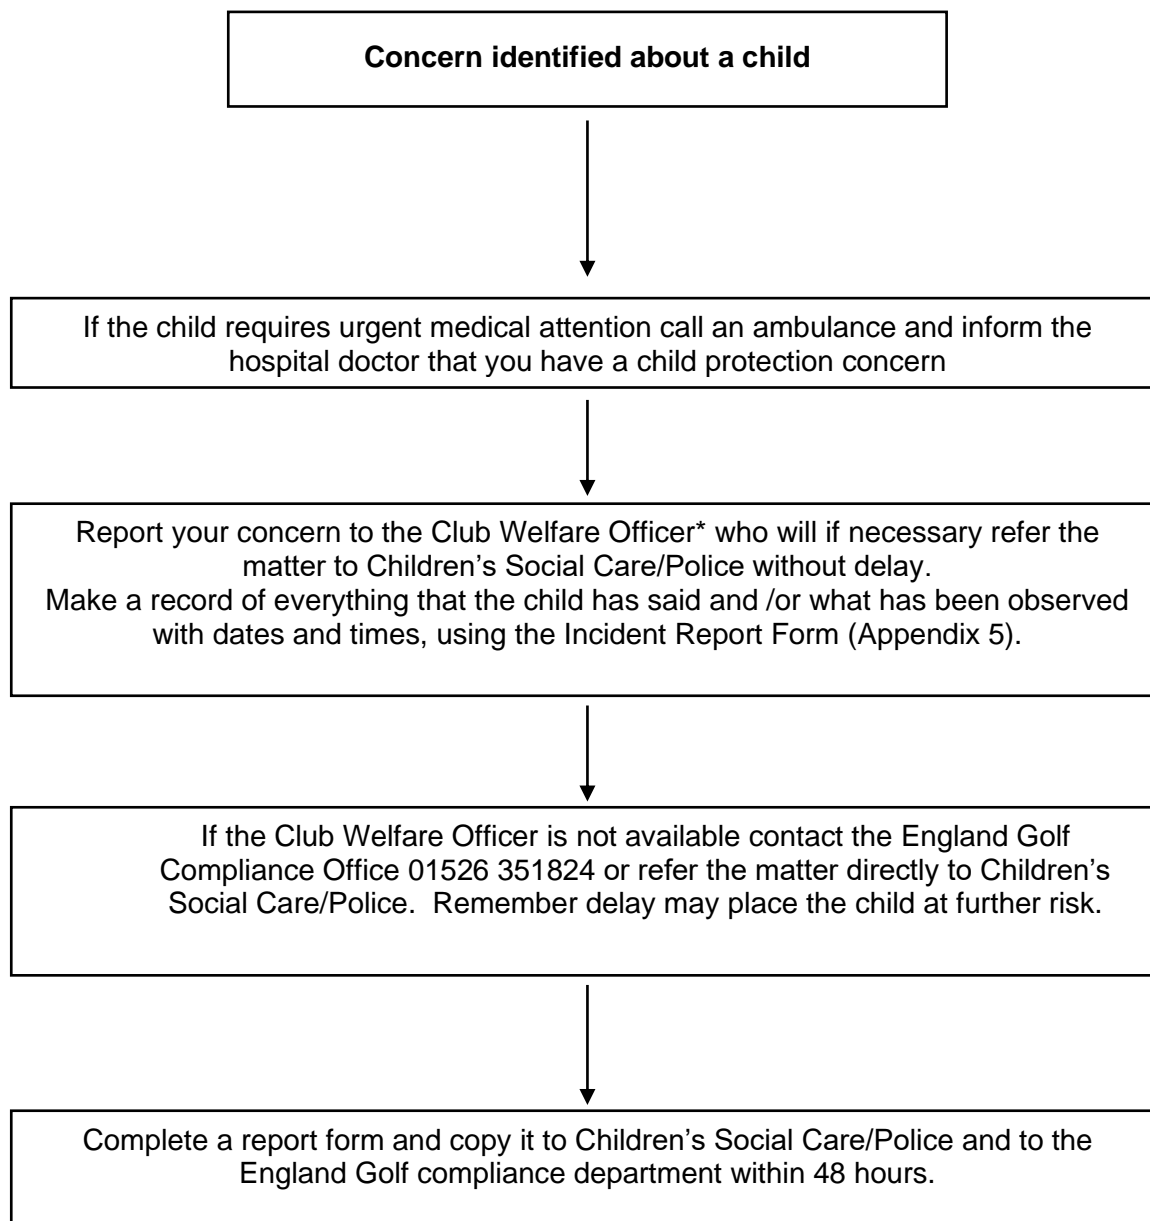 Concern identified about a child
If the child requires urgent medical attention call an ambulance and inform the
hospital doctor that you have a child protection concern
Report your concern to the Club Welfare Officer* who will if necessary refer the
matter to Children’s Social Care/Police without delay.
Make a record of everything that the child has said and /or what has been observed
with dates and times, using the Incident Report Form (Appendix 5).
If the Club Welfare Officer is not available contact the England Golf
Compliance Office 01526 351824 or refer the matter directly to Children’s
Social Care/Police.  Remember delay may place the child at further risk.
Complete a report form and copy it to Children’s Social Care/Police and to the
England Golf compliance department within 48 hours.